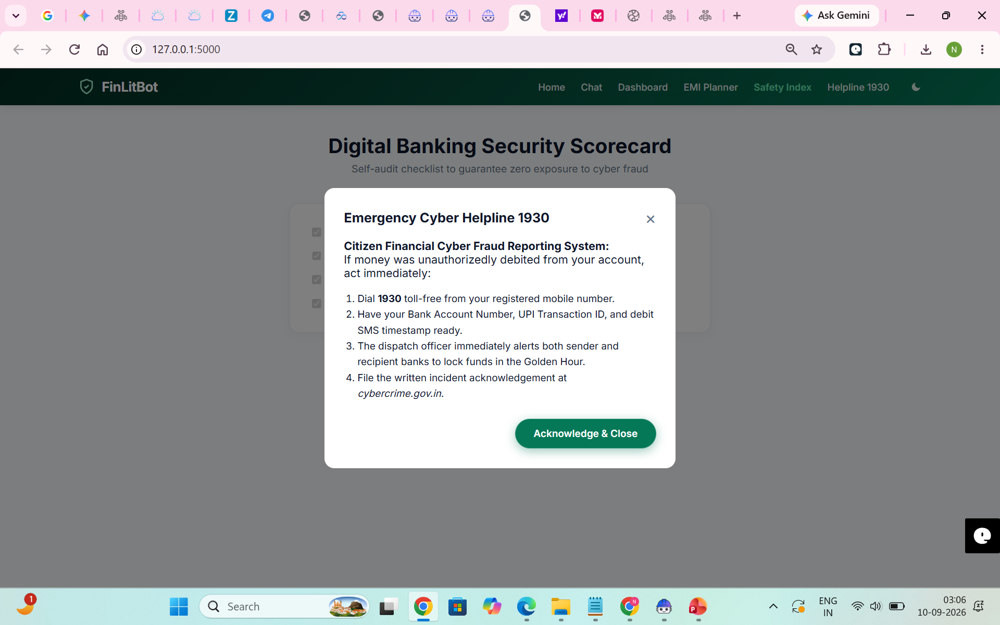 Ask Gemini
127.0.0.1:5000
N
FinLitBot
Home
Chat
Dashboard
EMI Planner
Safety Index
Helpline 1930
Digital Banking Security Scorecard
Self-audit checklist to guarantee zero exposure to cyber fraud
Emergency Cyber Helpline 1930
Citizen Financial Cyber Fraud Reporting System:
If money was unauthorizedly debited from your account,
act immediately:
1. Dial 1930 toll-free from your registered mobile number.
2. Have your Bank Account Number, UPI Transaction ID, and debit
SMS timestamp ready.
3. The dispatch officer immediately alerts both sender and
recipient banks to lock funds in the Golden Hour.
4. File the written incident acknowledgement at
cybercrime.gov.in.
Acknowledge & Close
1
Search
ENG
IN
03:06
10-09-2026